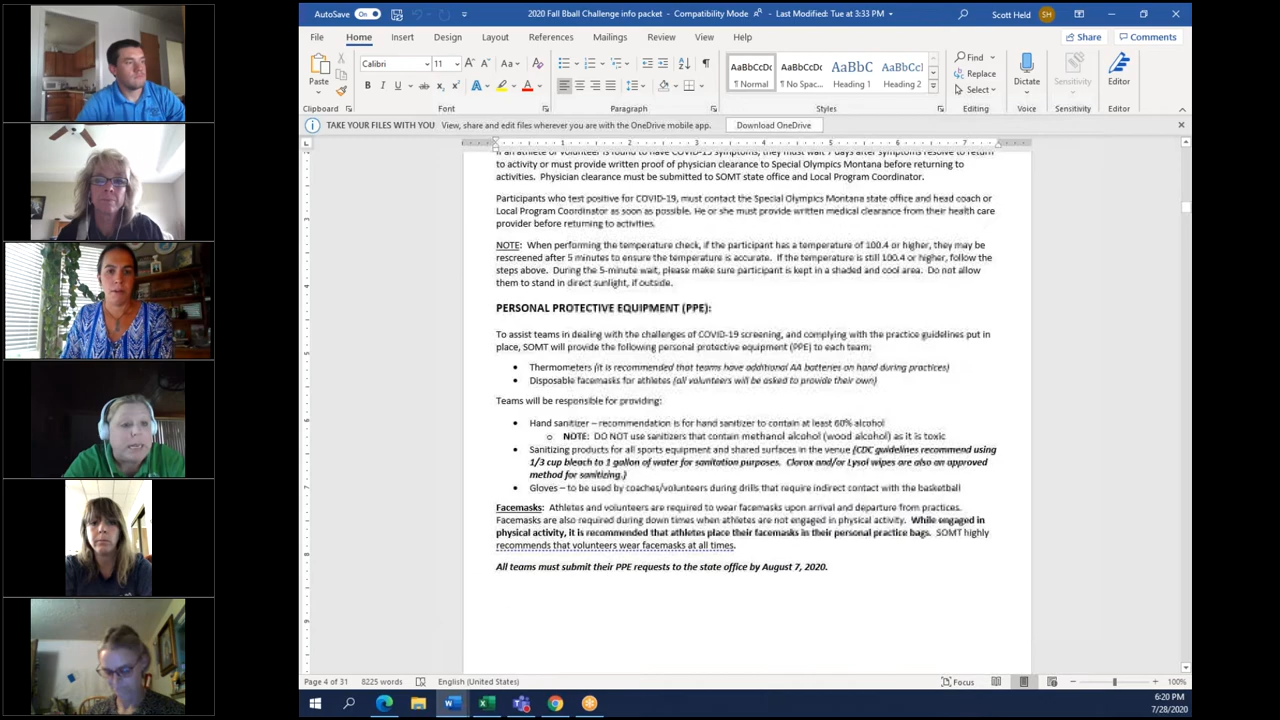 AutoSave On
2020 Fall Bball Challenge info packet - Compatibility Mode
- Last Modified: Tue at 3:33 PM
Scott Held SH
File Home Insert Design Layout References Mailings Review View Help
Share Comments
Paste
Calibri 11
AaBbCcDc AaBbCcDc AaBbC AaBbCcI
¶ Normal ¶ No Spac... Heading 1 Heading 2
Find
Replace
Select
Dictate Sensitivity Editor
Clipboard Font Paragraph Styles Editing Voice Sensitivity Editor
TAKE YOUR FILES WITH YOU View, share and edit files wherever you are with the OneDrive mobile app. Download OneDrive
If an athlete or volunteer is found to have COVID-19 symptoms, they must wait 7 days after symptoms resolve to return
to activity or must provide written proof of physician clearance to Special Olympics Montana before returning to
activities. Physician clearance must be submitted to SOMT state office and Local Program Coordinator.
Participants who test positive for COVID-19, must contact the Special Olympics Montana state office and head coach or
Local Program Coordinator as soon as possible. He or she must provide written medical clearance from their health care
provider before returning to activities.
NOTE: When performing the temperature check, if the participant has a temperature of 100.4 or higher, they may be
rescreened after 5 minutes to ensure the temperature is accurate. If the temperature is still 100.4 or higher, follow the
steps above. During the 5-minute wait, please make sure participant is kept in a shaded and cool area. Do not allow
them to stand in direct sunlight, if outside.
PERSONAL PROTECTIVE EQUIPMENT (PPE):
To assist teams in dealing with the challenges of COVID-19 screening, and complying with the practice guidelines put in
place, SOMT will provide the following personal protective equipment (PPE) to each team:
• Thermometers (it is recommended that teams have additional AA batteries on hand during practices)
• Disposable facemasks for athletes (all volunteers will be asked to provide their own)
Teams will be responsible for providing:
• Hand sanitizer – recommendation is for hand sanitizer to contain at least 60% alcohol
o NOTE: DO NOT use sanitizers that contain methanol alcohol (wood alcohol) as it is toxic
• Sanitizing products for all sports equipment and shared surfaces in the venue (CDC guidelines recommend using
1/3 cup bleach to 1 gallon of water for sanitation purposes. Clorox and/or Lysol wipes are also an approved
method for sanitizing.)
• Gloves – to be used by coaches/volunteers during drills that require indirect contact with the basketball
Facemasks: Athletes and volunteers are required to wear facemasks upon arrival and departure from practices.
Facemasks are also required during down times when athletes are not engaged in physical activity. While engaged in
physical activity, it is recommended that athletes place their facemasks in their personal practice bags. SOMT highly
recommends that volunteers wear facemasks at all times.
All teams must submit their PPE requests to the state office by August 7, 2020.
Page 4 of 31 8225 words English (United States) Focus 100%
6:20 PM
7/28/2020